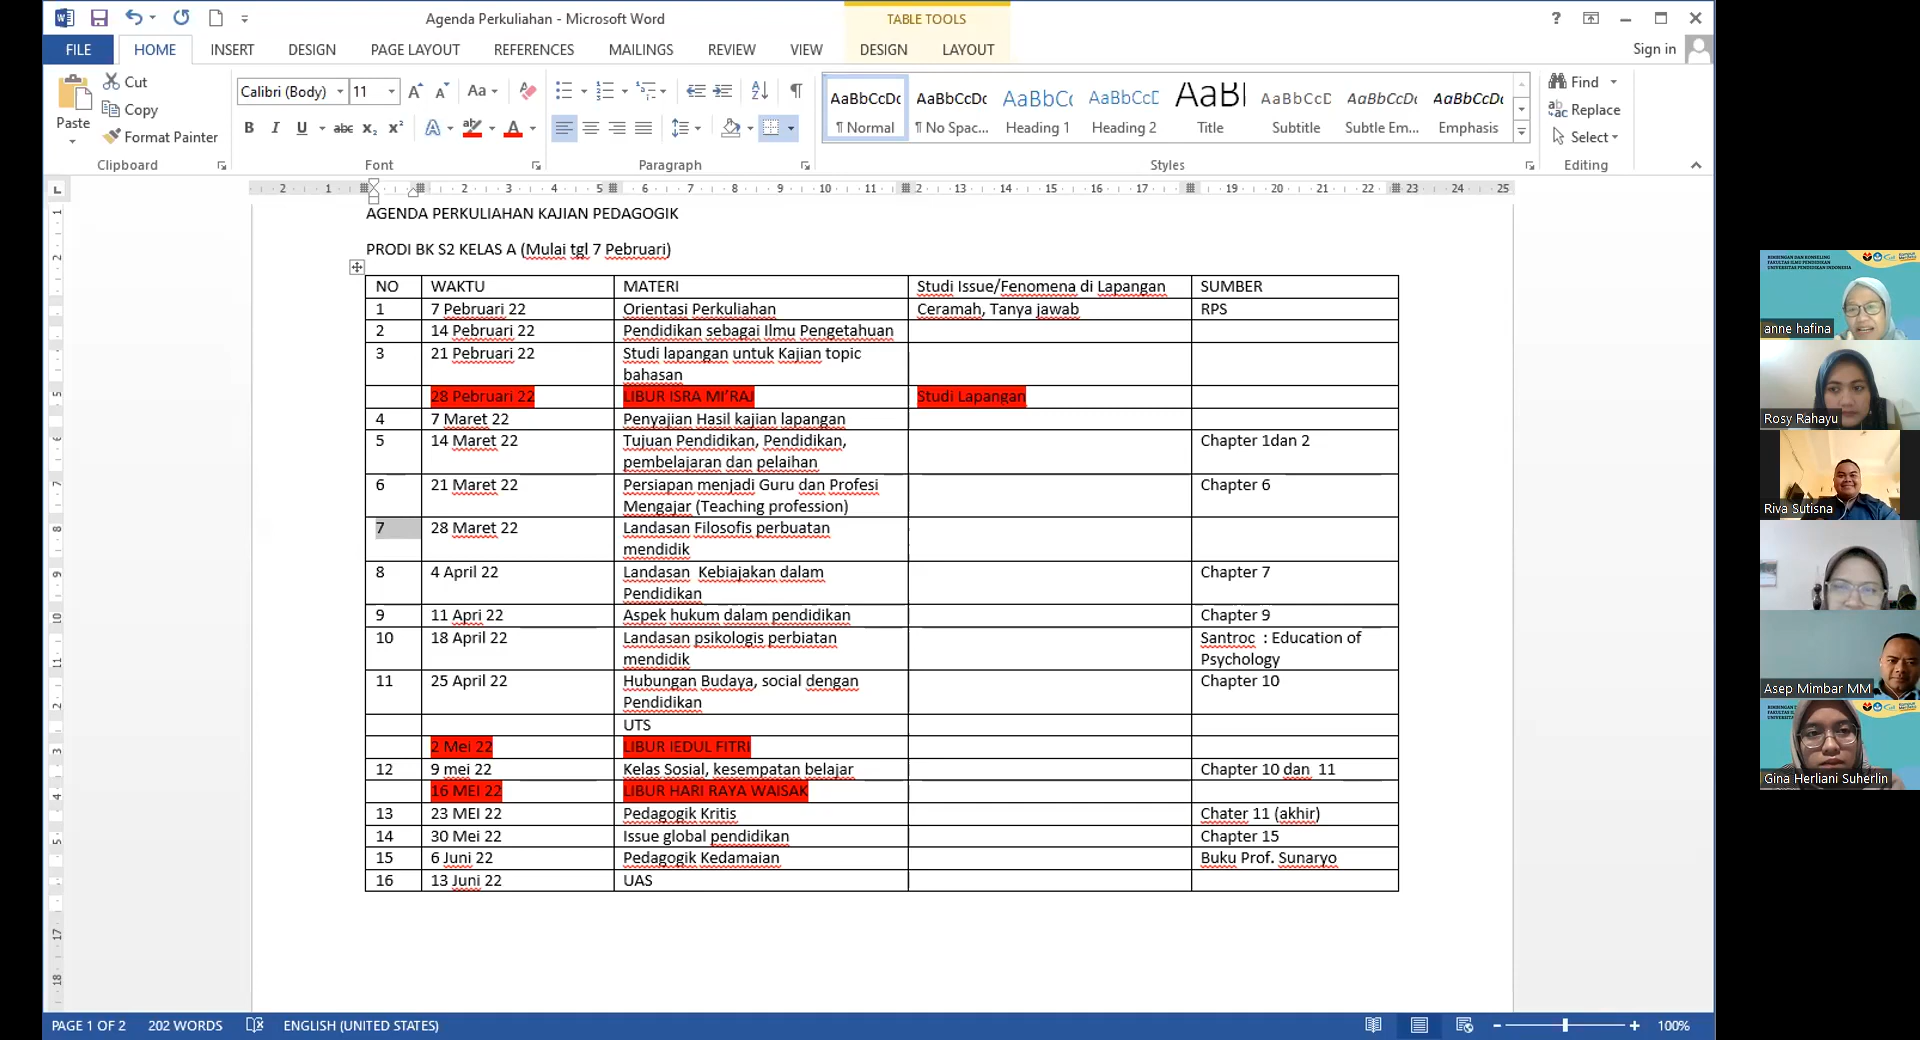 Agenda Perkuliahan - Microsoft Word
TABLE TOOLS
Sign in
FILE HOME INSERT DESIGN PAGE LAYOUT REFERENCES MAILINGS REVIEW VIEW DESIGN LAYOUT
Paste
Cut
Copy
Format Painter
Calibri (Body) 11
AaBbCcDc AaBbCcDc AaBbCc AaBbCcD AaBl AaBbCcD AaBbCcDc AaBbCcDc
¶ Normal ¶ No Spac... Heading 1 Heading 2 Title Subtitle Subtle Em... Emphasis
Find
Replace
Select
Clipboard Font Paragraph Styles Editing
AGENDA PERKULIAHAN KAJIAN PEDAGOGIK
PRODI BK S2 KELAS A (Mulai tgl 7 Pebruari)
NO WAKTU MATERI Studi Issue/Fenomena di Lapangan SUMBER
1 7 Pebruari 22 Orientasi Perkuliahan Ceramah, Tanya jawab RPS
2 14 Pebruari 22 Pendidikan sebagai Ilmu Pengetahuan
3 21 Pebruari 22 Studi lapangan untuk Kajian topic
bahasan
28 Pebruari 22 LIBUR ISRA MI'RAJ Studi Lapangan
4 7 Maret 22 Penyajian Hasil kajian lapangan
5 14 Maret 22 Tujuan Pendidikan, Pendidikan, Chapter 1dan 2
pembelajaran dan pelaihan
6 21 Maret 22 Persiapan menjadi Guru dan Profesi Chapter 6
Mengajar (Teaching profession)
7 28 Maret 22 Landasan Filosofis perbuatan
mendidik
8 4 April 22 Landasan Kebiajakan dalam Chapter 7
Pendidikan
9 11 Apri 22 Aspek hukum dalam pendidikan Chapter 9
10 18 April 22 Landasan psikologis perbiatan Santroc : Education of
mendidik Psychology
11 25 April 22 Hubungan Budaya, social dengan Chapter 10
Pendidikan
UTS
2 Mei 22 LIBUR IEDUL FITRI
12 9 mei 22 Kelas Sosial, kesempatan belajar Chapter 10 dan 11
16 MEI 22 LIBUR HARI RAYA WAISAK
13 23 MEI 22 Pedagogik Kritis Chater 11 (akhir)
14 30 Mei 22 Issue global pendidikan Chapter 15
15 6 Juni 22 Pedagogik Kedamaian Buku Prof. Sunaryo
16 13 Juni 22 UAS
PAGE 1 OF 2 202 WORDS ENGLISH (UNITED STATES) 100%
BIMBINGAN DAN KONSELING
FAKULTAS ILMU PENDIDIKAN
UNIVERSITAS PENDIDIKAN INDONESIA
anne hafina
Rosy Rahayu
Riva Sutisna
Asep Mimbar MM
Gina Herliani Suherlin